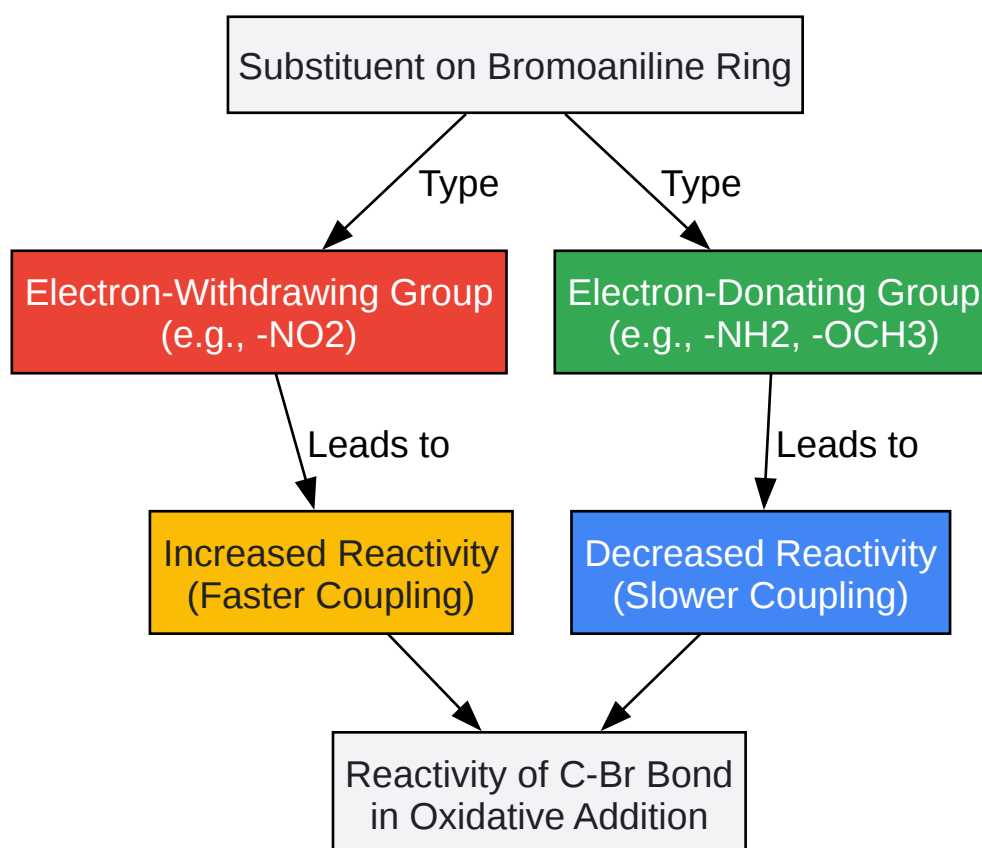 Substituent on Bromoaniline Ring
Type
Type
Electron-Withdrawing Group
(e.g., -NO2)
Electron-Donating Group
(e.g., -NH2, -OCH3)
Leads to
Leads to
Increased Reactivity
(Faster Coupling)
Decreased Reactivity
(Slower Coupling)
Reactivity of C-Br Bond
in Oxidative Addition